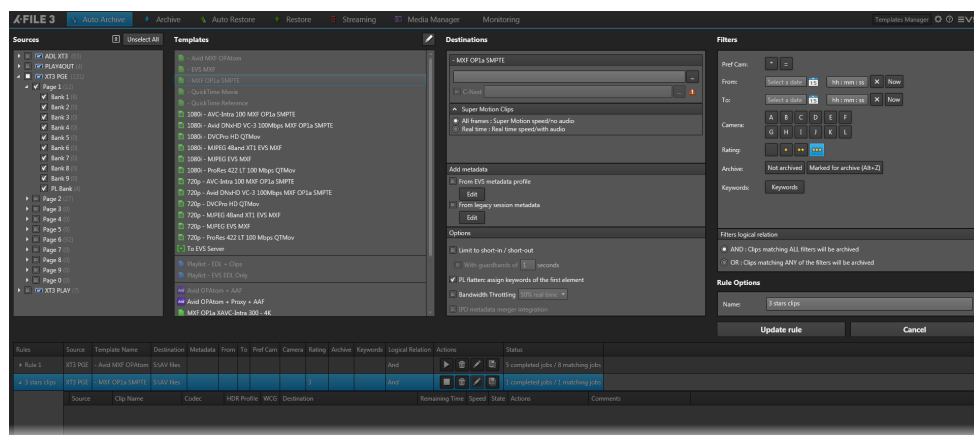 X-FILE 3 Auto Archive Archive Auto Restore Restore Streaming Media Manager Monitoring Templates Manager EVS
Sources Unselect All
ADL XT3
PLAY4OUT
XT3 PGE
Page 1
Bank 1
Bank 2
Bank 3
Bank 4
Bank 5
Bank 6
Bank 7
Bank 8
Bank 9
PL Bank
Page 2
Page 3
Page 4
Page 5
Page 6
Page 7
Page 8
Page 9
Page 0
XT3 PLAY
Templates
- Avid MXF OPAtom
- EVS MXF
- MXF OP1a SMPTE
- QuickTime Movie
- QuickTime Reference
1080i - AVC-Intra 100 MXF OP1a SMPTE
1080i - Avid DNxHD VC-3 100Mbps MXF OP1a SMPTE
1080i - DVCPro HD QTMov
1080i - MJPEG 4Band XT1 EVS MXF
1080i - MJPEG EVS MXF
1080i - ProRes 422 LT 100 Mbps QTMov
720p - AVC-Intra 100 MXF OP1a SMPTE
720p - Avid DNxHD VC-3 100Mbps MXF OP1a SMPTE
720p - DVCPro HD QTMov
720p - MJPEG 4Band XT1 EVS MXF
720p - MJPEG EVS MXF
720p - ProRes 422 LT 100 Mbps QTMov
To EVS Server
Playlist - EDL + Clips
Playlist - EVS EDL Only
Avid OPAtom + AAF
Avid OPAtom + Proxy + AAF
MXF OP1a XAVC-Intra 300 - 4K
Destinations
- MXF OP1a SMPTE
C-Next
Super Motion Clips
All frames : Super Motion speed/no audio
Real time : Real time speed/with audio
Add metadata
From EVS metadata profile
Edit
From legacy session metadata
Edit
Options
Limit to short-in / short-out
With guardbands of 1 seconds
PL flatten: assign keywords of the first element
Bandwidth Throttling 50% real time
IPD metadata merger integration
Filters
Pref Cam: * =
From: Select a date 15 hh : mm : ss X Now
To: Select a date 15 hh : mm : ss X Now
Camera: A B C D E F
G H I J K L
Rating:
Archive: Not archived Marked for archive (Alt+Z)
Keywords: Keywords
Filters logical relation
AND : Clips matching ALL filters will be archived
OR : Clips matching ANY of the filters will be archived
Rule Options
Name: 3 stars clips
Update rule Cancel
Rules Source Template Name Destination Metadata From To Pref Cam Camera Rating Archive Keywords Logical Relation Actions Status
Rule 1 XT3 PGE - Avid MXF OPAtom S:\AV files And 5 completed jobs / 8 matching jobs
3 stars clips XT3 PGE - MXF OP1a SMPTE S:\AV files 3 And 1 completed jobs / 1 matching jobs
Source Clip Name Codec HDR Profile WCG Destination Remaining Time Speed State Actions Comments